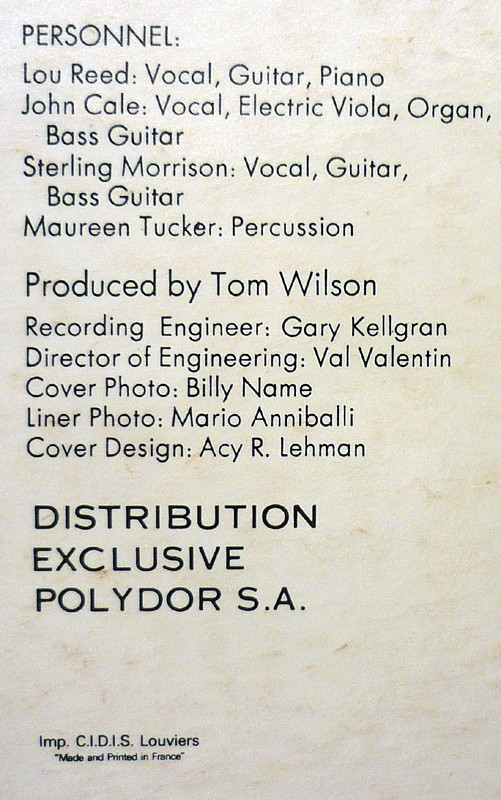 PERSONNEL:
Lou Reed: Vocal, Guitar, Piano
John Cale: Vocal, Electric Viola, Organ,
Bass Guitar
Sterling Morrison: Vocal, Guitar,
Bass Guitar
Maureen Tucker: Percussion
Produced by Tom Wilson
Recording Engineer: Gary Kellgran
Director of Engineering: Val Valentin
Cover Photo: Billy Name
Liner Photo: Mario Anniballi
Cover Design: Acy R. Lehman
DISTRIBUTION
EXCLUSIVE
POLYDOR S.A.
Imp. C.I.D.I.S. Louviers
"Made and Printed in France"